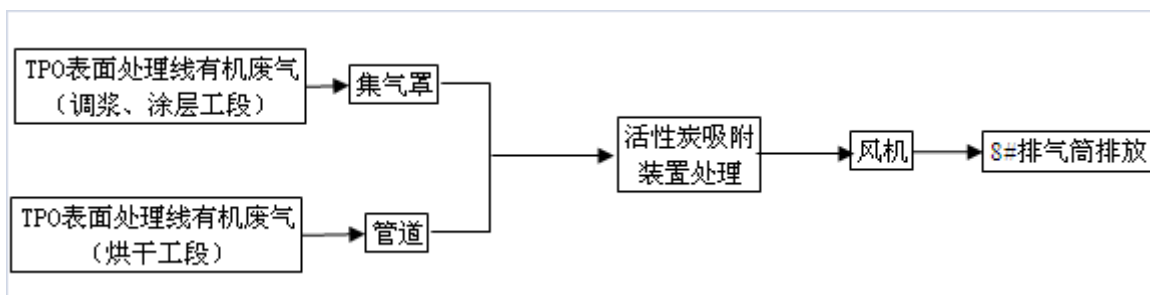 TPO表面处理线有机废气
（调浆、涂层工段）
集气罩
TPO表面处理线有机废气
（烘干工段）
管道
活性炭吸附
装置处理
风机
8#排气筒排放